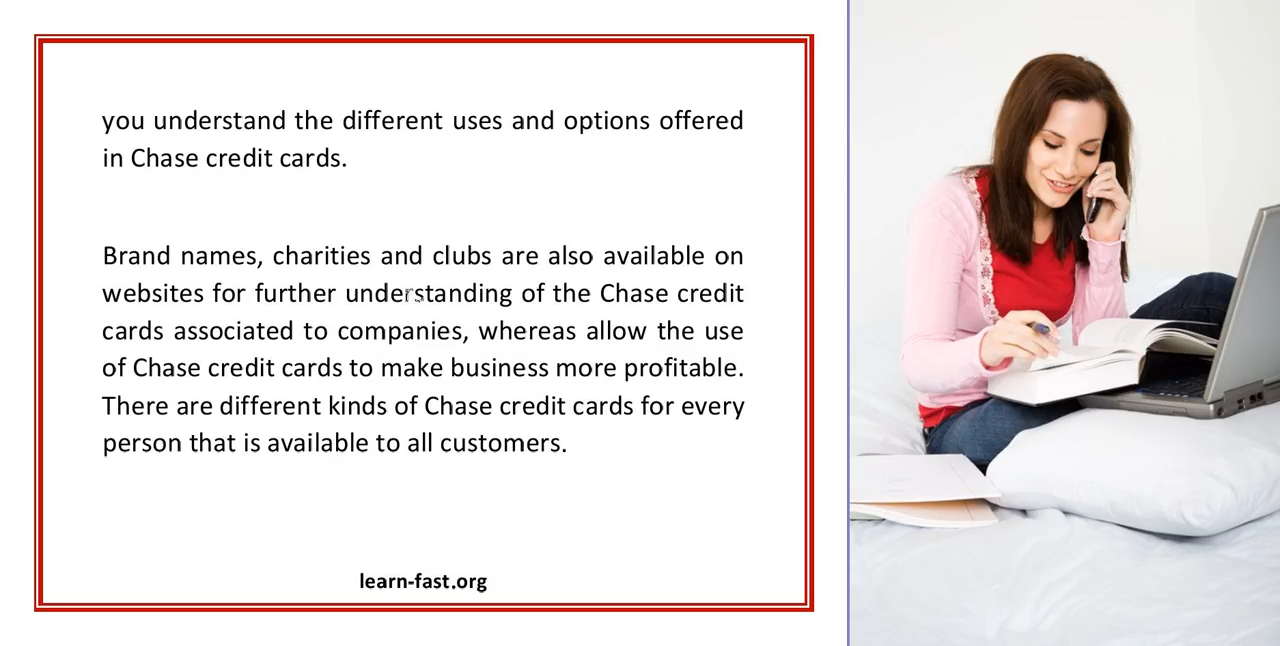 you understand the different uses and options offered
in Chase credit cards.
Brand names, charities and clubs are also available on
websites for further understanding of the Chase credit
cards associated to companies, whereas allow the use
of Chase credit cards to make business more profitable.
There are different kinds of Chase credit cards for every
person that is available to all customers.
learn-fast.org